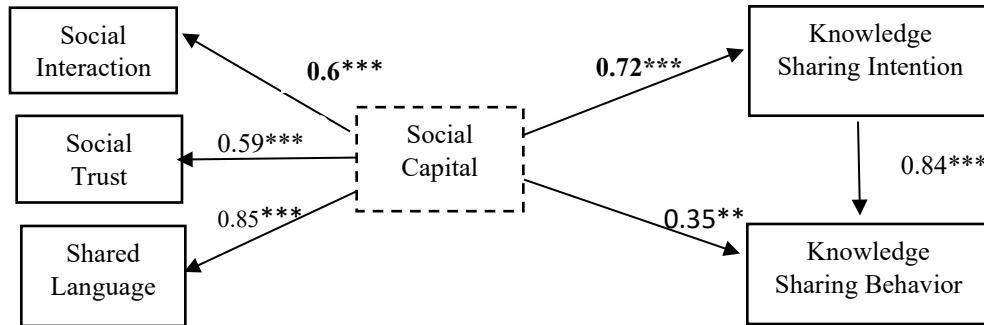 Social
Interaction
0.6***
0.72***
Knowledge
Sharing Intention
Social
Trust
0.59***
Social
Capital
0.84***
Shared
Language
0.85***
0.35**
Knowledge
Sharing Behavior